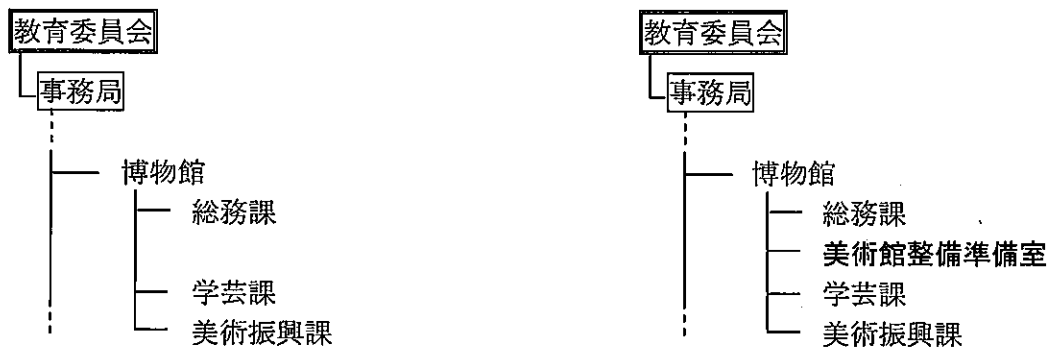 教育委員会
事務局
博物館
総務課
学芸課
美術振興課
教育委員会
事務局
博物館
総務課
美術館整備準備室
学芸課
美術振興課